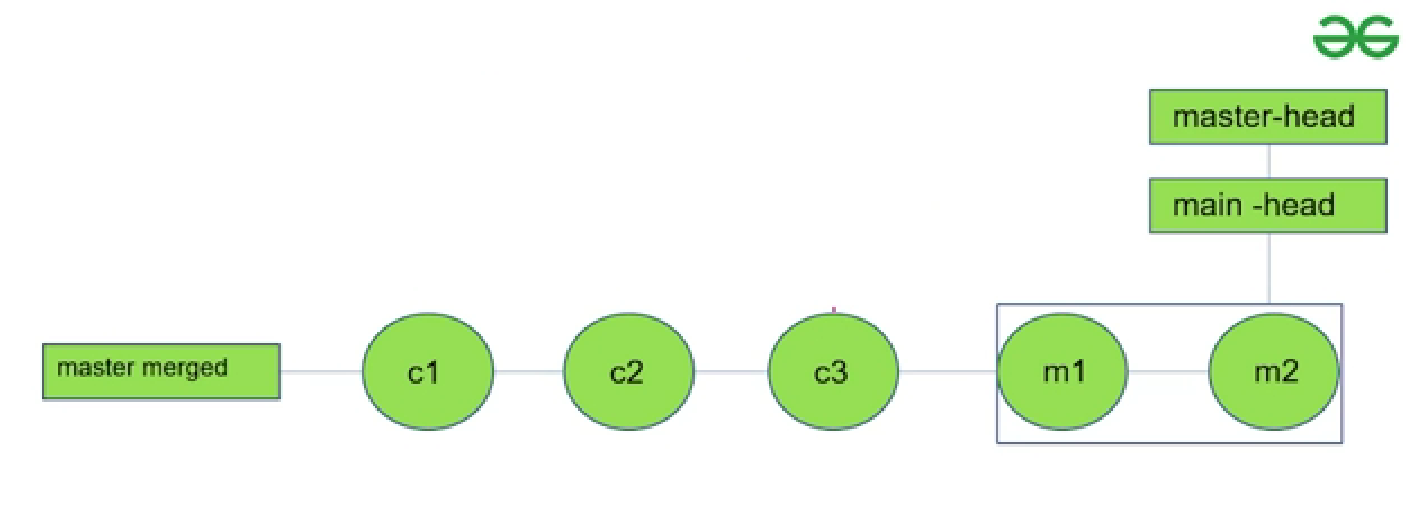 master-head
main -head
master merged
c1
c2
c3
m1
m2